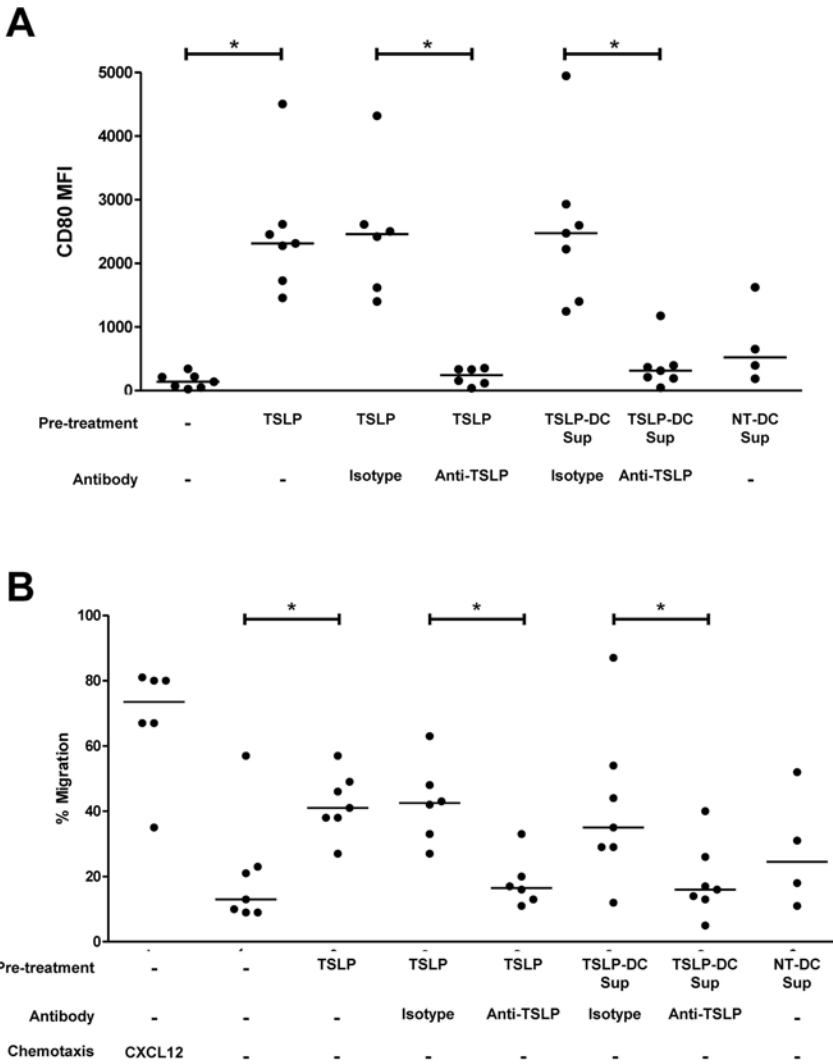 A
* * *
5000
4000
3000
2000
1000
0
CD80 MFI
Pre-treatment - TSLP TSLP TSLP TSLP-DC Sup TSLP-DC Sup NT-DC Sup
Antibody - - Isotype Anti-TSLP Isotype Anti-TSLP -
B
* * *
100
80
60
40
20
0
% Migration
Pre-treatment - - TSLP TSLP TSLP TSLP-DC Sup TSLP-DC Sup NT-DC Sup
Antibody - - - Isotype Anti-TSLP Isotype Anti-TSLP -
Chemotaxis CXCL12 - - - - - - -